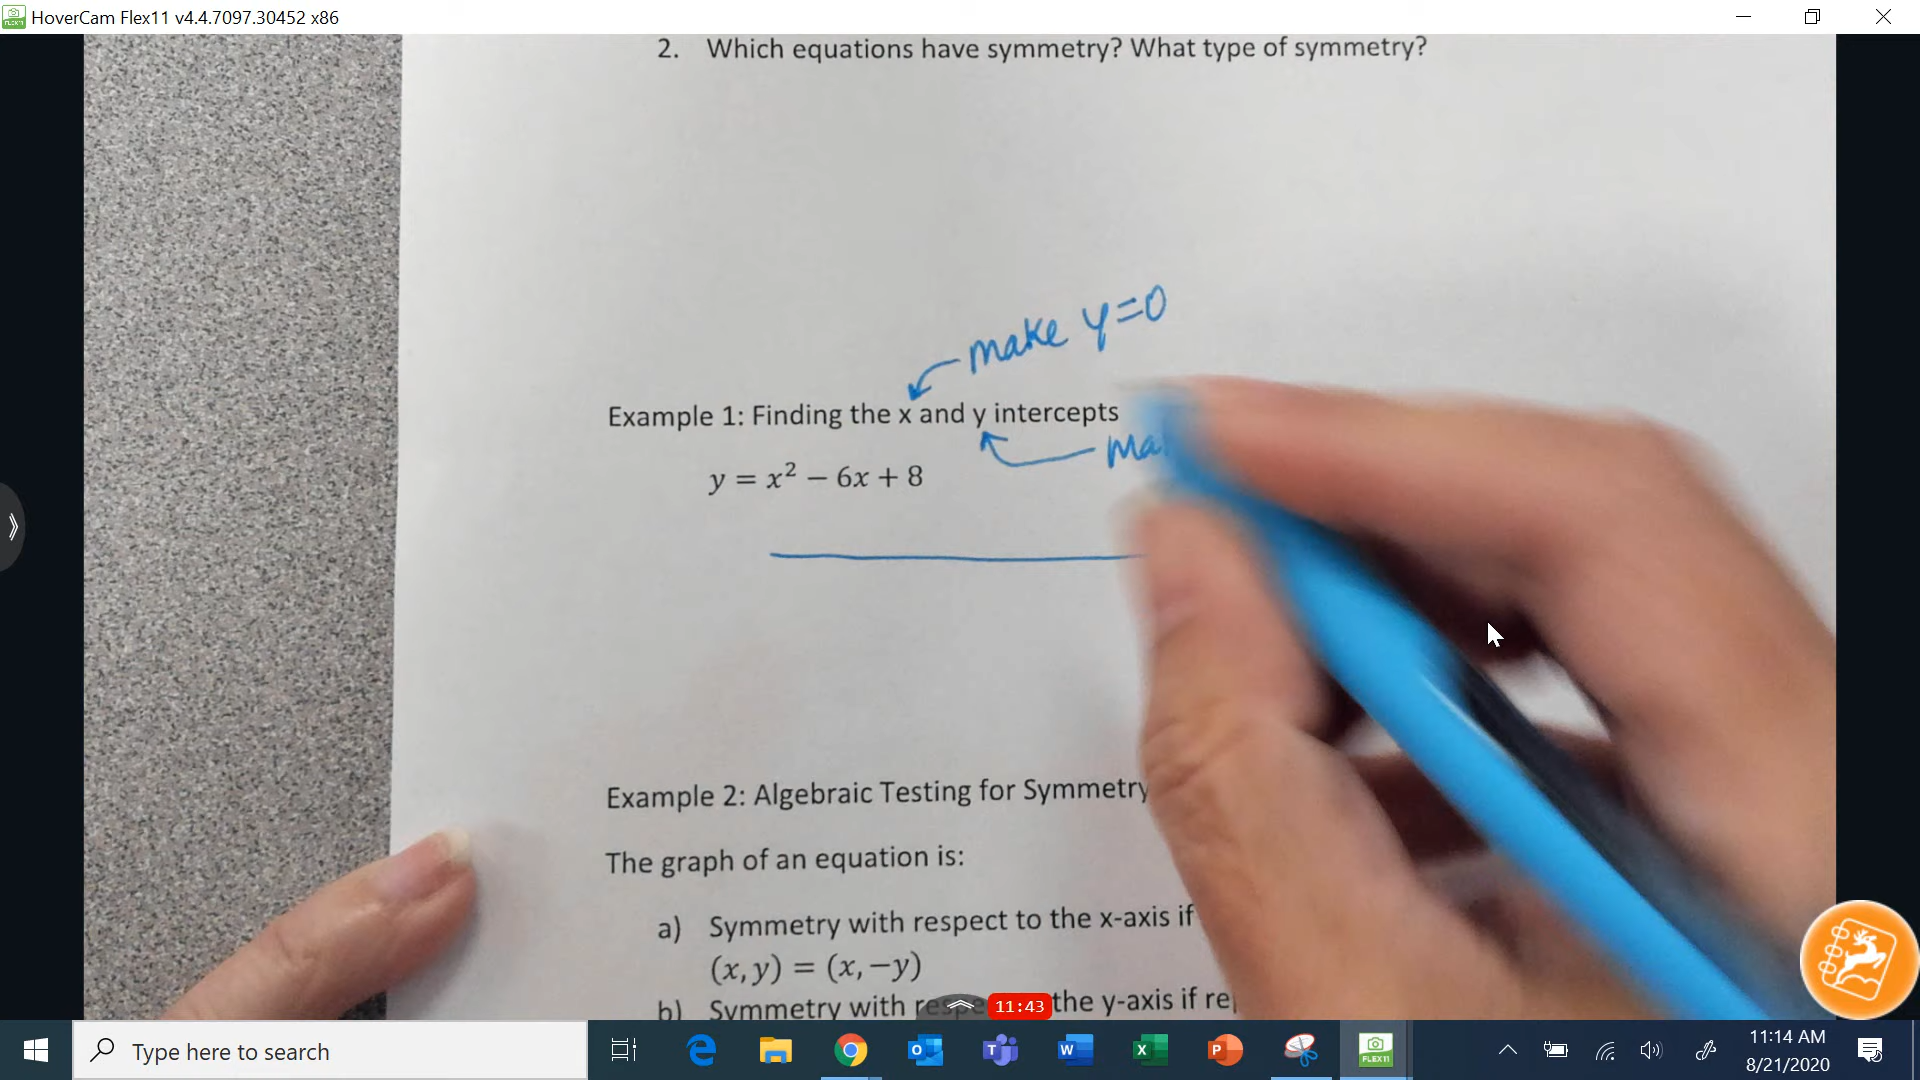 HoverCam Flex11 v4.4.7097.30452 x86
2. Which equations have symmetry? What type of symmetry?
make y=0
Example 1: Finding the x and y intercepts
y = x² − 6x + 8
Example 2: Algebraic Testing for Symmetry
The graph of an equation is:
a) Symmetry with respect to the x-axis if
(x, y) = (x, −y)
b) Symmetry with the y-axis if
11:43
Type here to search
11:14 AM
8/21/2020
FLEX11